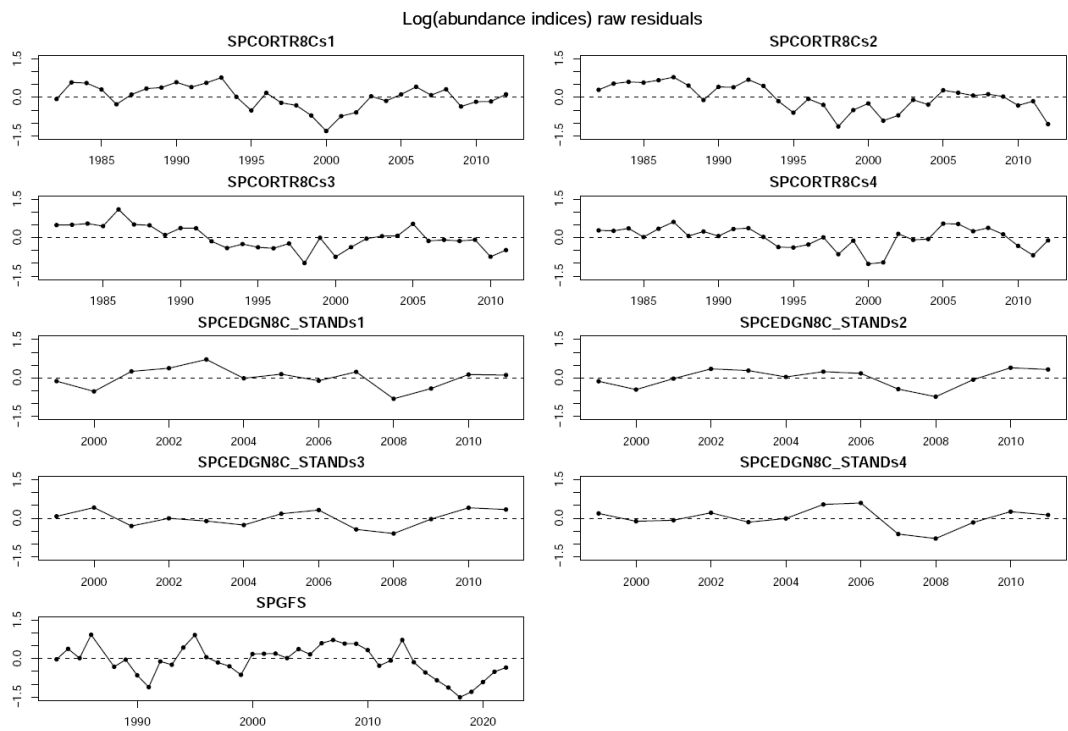 Log(abundance indices) raw residuals
SPCORTR8Cs1
1.5
0.0
−1.5
1985 1990 1995 2000 2005 2010
SPCORTR8Cs2
1.5
0.0
−1.5
1985 1990 1995 2000 2005 2010
SPCORTR8Cs3
1.5
0.0
−1.5
1985 1990 1995 2000 2005 2010
SPCORTR8Cs4
1.5
0.0
−1.5
1985 1990 1995 2000 2005 2010
SPCEDGN8C_STANDs1
1.5
0.0
−1.5
2000 2002 2004 2006 2008 2010
SPCEDGN8C_STANDs2
1.5
0.0
−1.5
2000 2002 2004 2006 2008 2010
SPCEDGN8C_STANDs3
1.5
0.0
−1.5
2000 2002 2004 2006 2008 2010
SPCEDGN8C_STANDs4
1.5
0.0
−1.5
2000 2002 2004 2006 2008 2010
SPGFS
1.5
0.0
−1.5
1990 2000 2010 2020